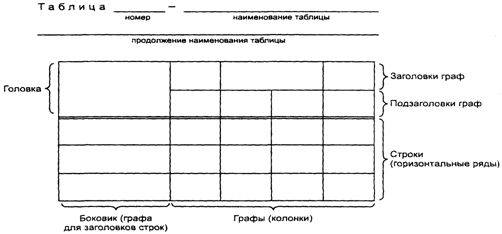 Таблица –
номер наименование таблицы
продолжение наименования таблицы
Головка
Заголовки граф
Подзаголовки граф
Строки
(горизонтальные ряды)
Боковик (графа
для заголовков строк)
Графы (колонки)